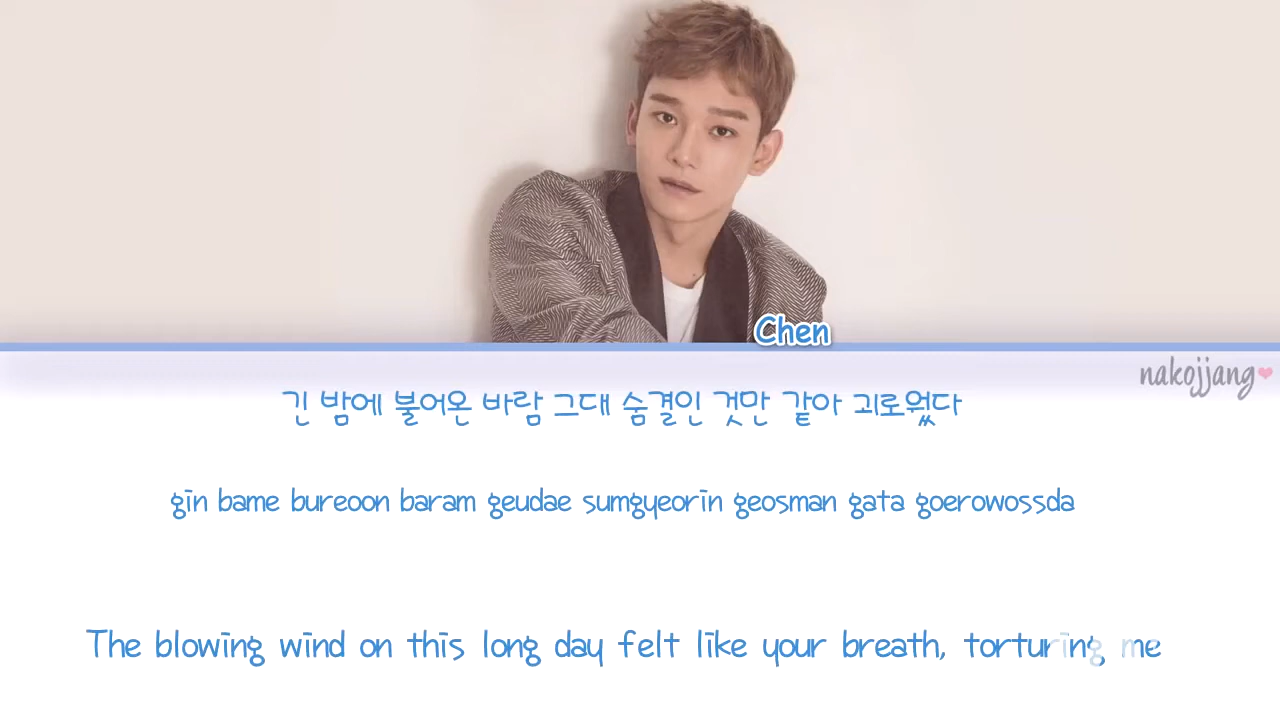 Chen
nakojjang
긴 밤에 불어온 바람 그대 숨결인 것만 같아 괴로웠다
gin bame bureoon baram geudae sumgyeorin geosman gata goerowossda
The blowing wind on this long day felt like your breath, torturing me